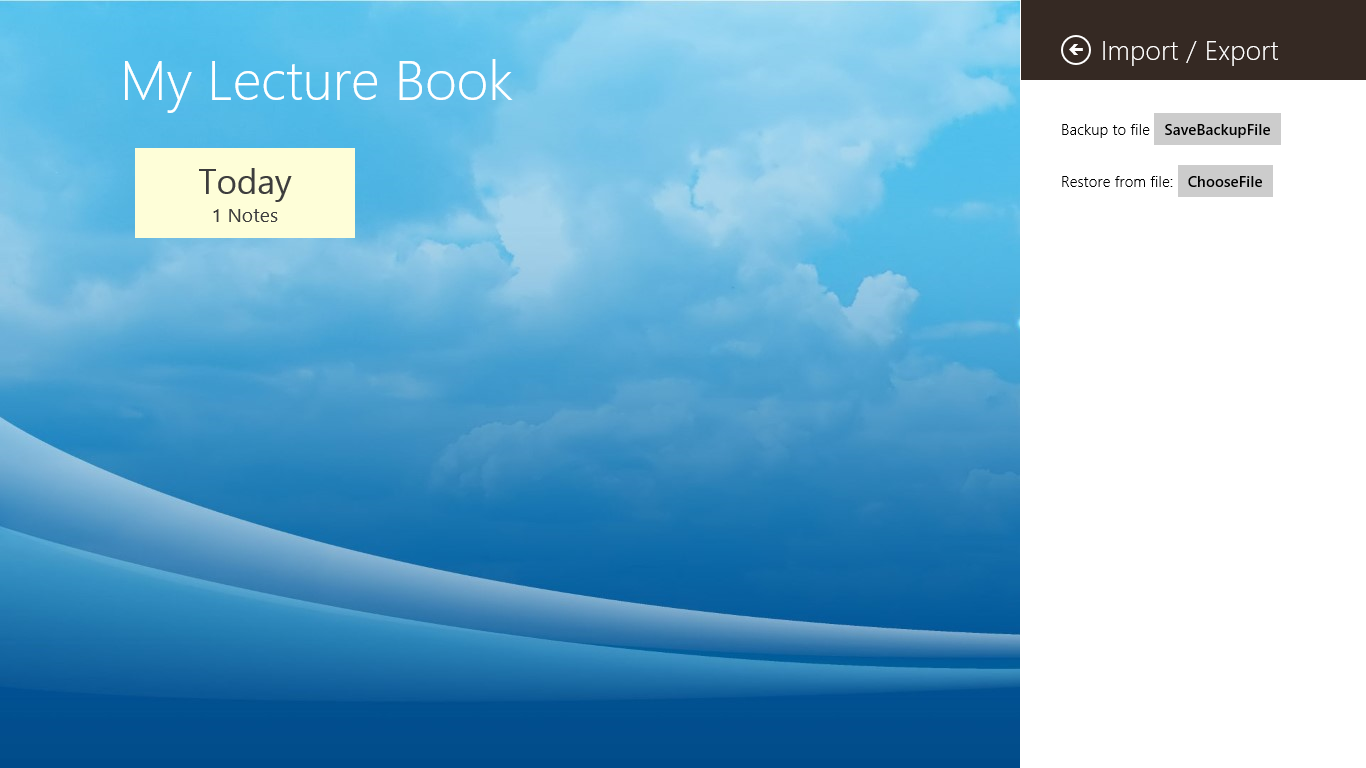 My Lecture Book
Today
1 Notes
Import / Export
Backup to file SaveBackupFile
Restore from file: ChooseFile